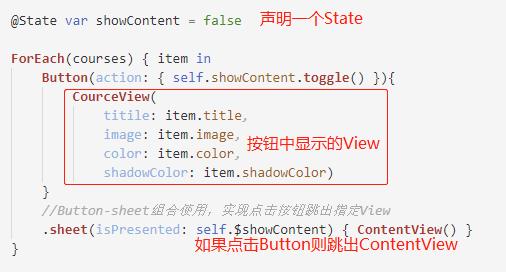 @State var showContent = false 声明一个State
ForEach(courses) { item in
Button(action: { self.showContent.toggle() }){
CourceView(
titile: item.title,
image: item.image, 按钮中显示的View
color: item.color,
shadowColor: item.shadowColor)
}
//Button-sheet组合使用，实现点击按钮跳出指定View
.sheet(isPresented: self.$showContent) { ContentView() }
如果点击Button则跳出ContentView
}